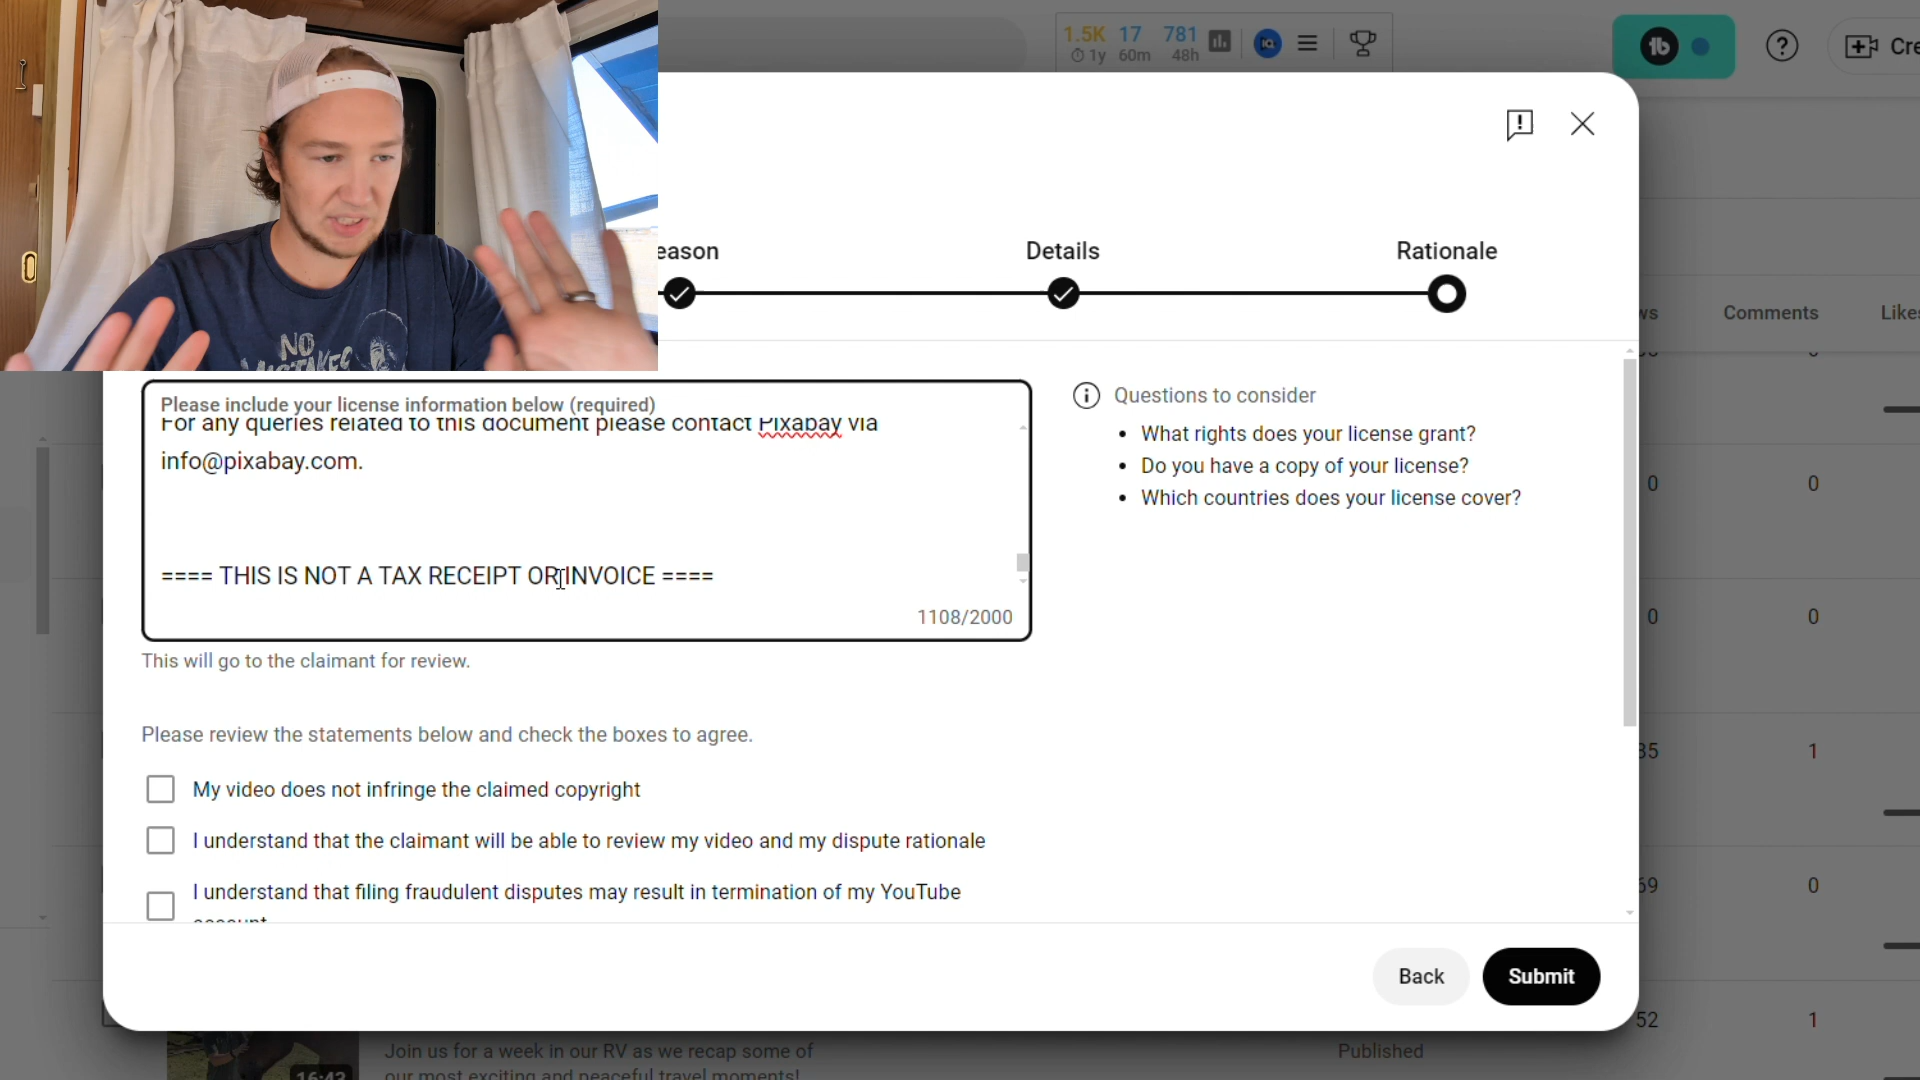 1.5K 17 781
1y 60m 48h
Cre
NO
MISTAKES
eason Details Rationale
ws Comments Likes
Please include your license information below (required)
For any queries related to this document please contact Pixabay via
info@pixabay.com.
==== THIS IS NOT A TAX RECEIPT OR INVOICE ====
1108/2000
This will go to the claimant for review.
Questions to consider
• What rights does your license grant?
• Do you have a copy of your license?
• Which countries does your license cover?
0 0
0 0
35 1
69 0
52 1
Please review the statements below and check the boxes to agree.
My video does not infringe the claimed copyright
I understand that the claimant will be able to review my video and my dispute rationale
I understand that filing fraudulent disputes may result in termination of my YouTube
account
Back Submit
16:42
Join us for a week in our RV as we recap some of
our most exciting and peaceful travel moments!
Published